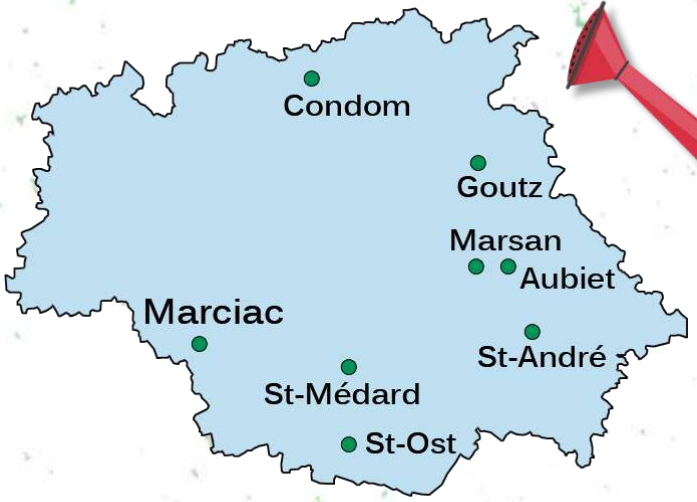 Condom
Goutz
Marsan
Aubiet
Marciac
St-André
St-Médard
St-Ost